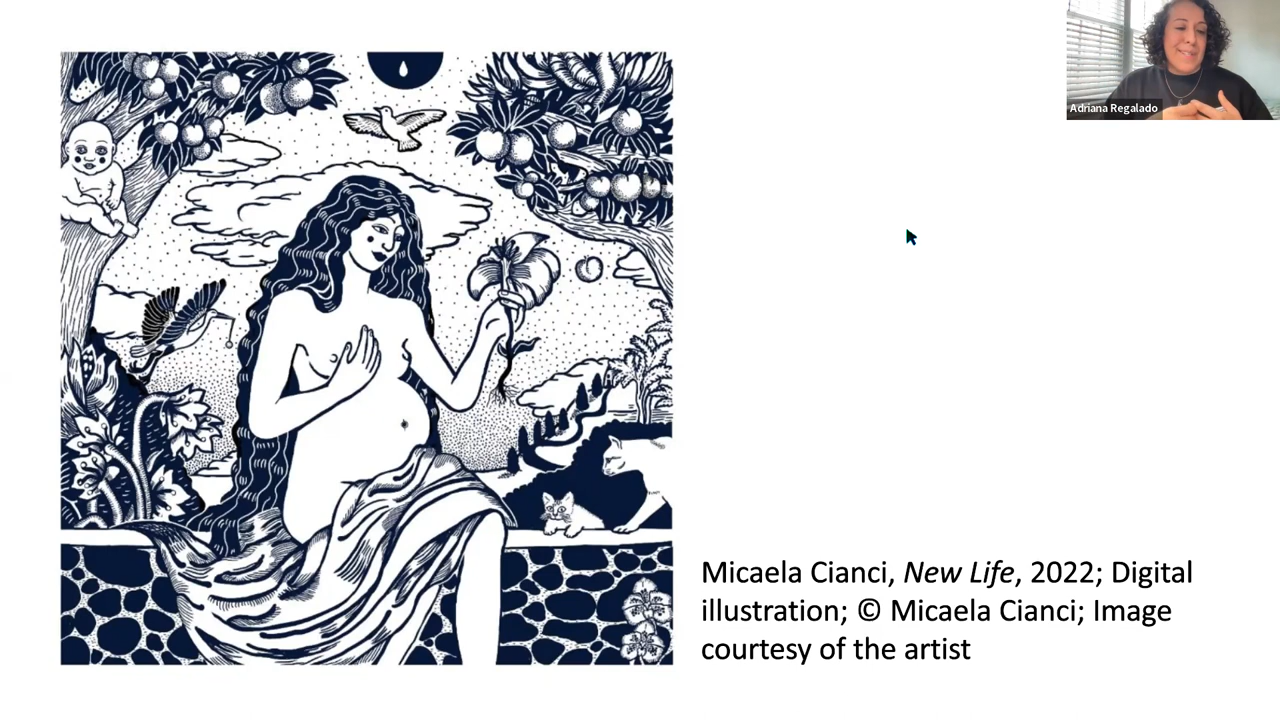 Adriana Regalado
Micaela Cianci, New Life, 2022; Digital
illustration; © Micaela Cianci; Image
courtesy of the artist